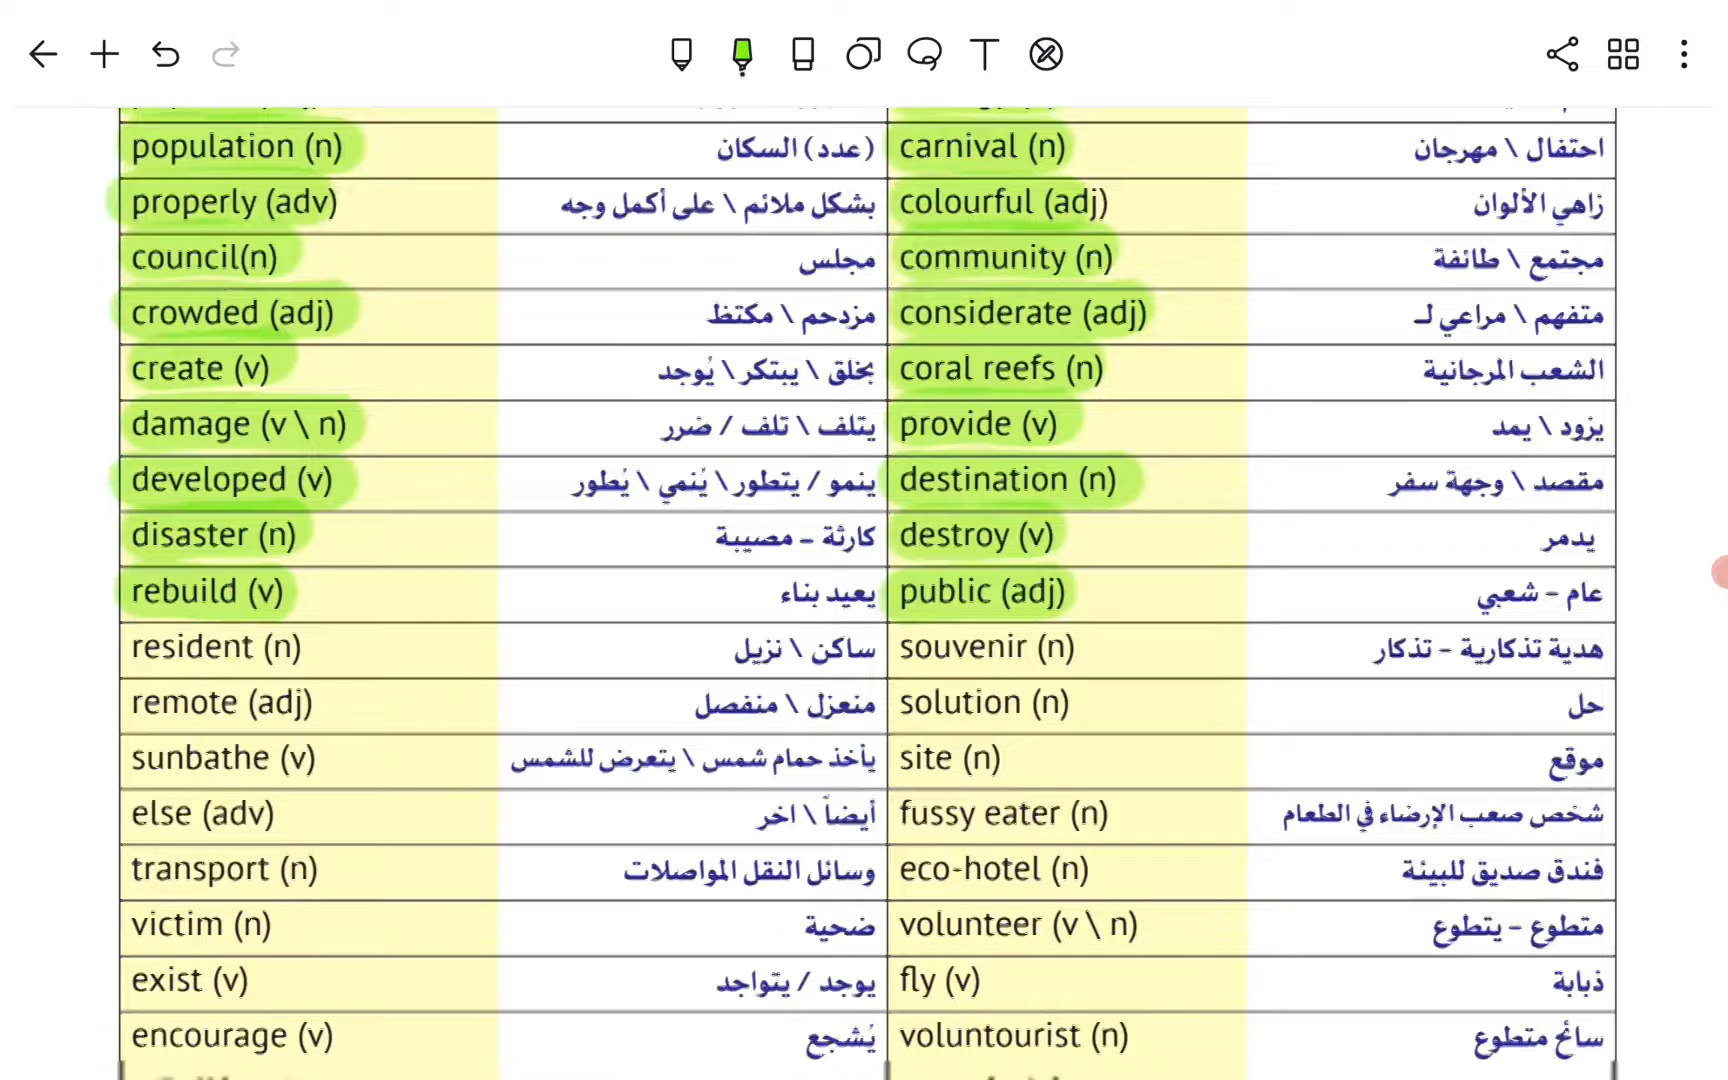 population (n) (عدد) السكان carnival (n) احتفال \ مهرجان
properly (adv) بشكل ملائم \ على أكمل وجه colourful (adj) زاهي الألوان
council(n) مجلس community (n) مجتمع \ طائفة
crowded (adj) مزدحم \ مكتظ considerate (adj) متفهم \ مراعي لـ
create (v) يخلق \ يبتكر \ يُوجد coral reefs (n) الشعب المرجانية
damage (v \ n) يتلف \ تلف / ضرر provide (v) يزود \ يمد
developed (v) ينمو / يتطور \ يُنمي \ يُطور destination (n) مقصد \ وجهة سفر
disaster (n) كارثة – مصيبة destroy (v) يدمر
rebuild (v) يعيد بناء public (adj) عام – شعبي
resident (n) ساكن \ نزيل souvenir (n) هدية تذكارية – تذكار
remote (adj) منعزل \ منفصل solution (n) حل
sunbathe (v) يأخذ حمام شمس \ يتعرض للشمس site (n) موقع
else (adv) أيضاً \ اخر fussy eater (n) شخص صعب الإرضاء في الطعام
transport (n) وسائل النقل المواصلات eco-hotel (n) فندق صديق للبيئة
victim (n) ضحية volunteer (v \ n) متطوع – يتطوع
exist (v) يوجد / يتواجد fly (v) ذبابة
encourage (v) يُشجع voluntourist (n) سائح متطوع